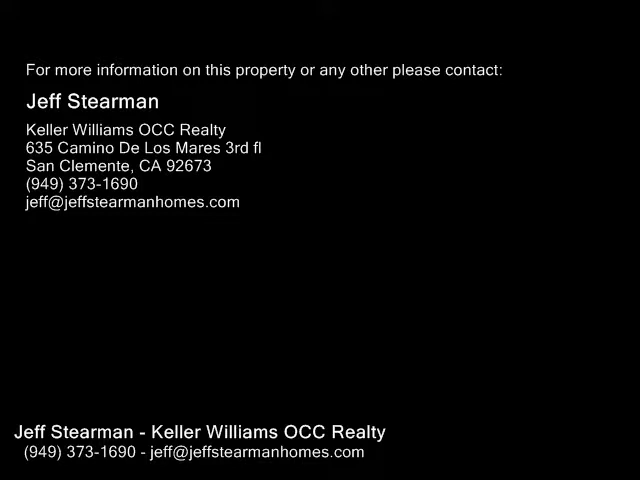 For more information on this property or any other please contact:
Jeff Stearman
Keller Williams OCC Realty
635 Camino De Los Mares 3rd fl
San Clemente, CA 92673
(949) 373-1690
jeff@jeffstearmanhomes.com
Jeff Stearman - Keller Williams OCC Realty
(949) 373-1690 - jeff@jeffstearmanhomes.com